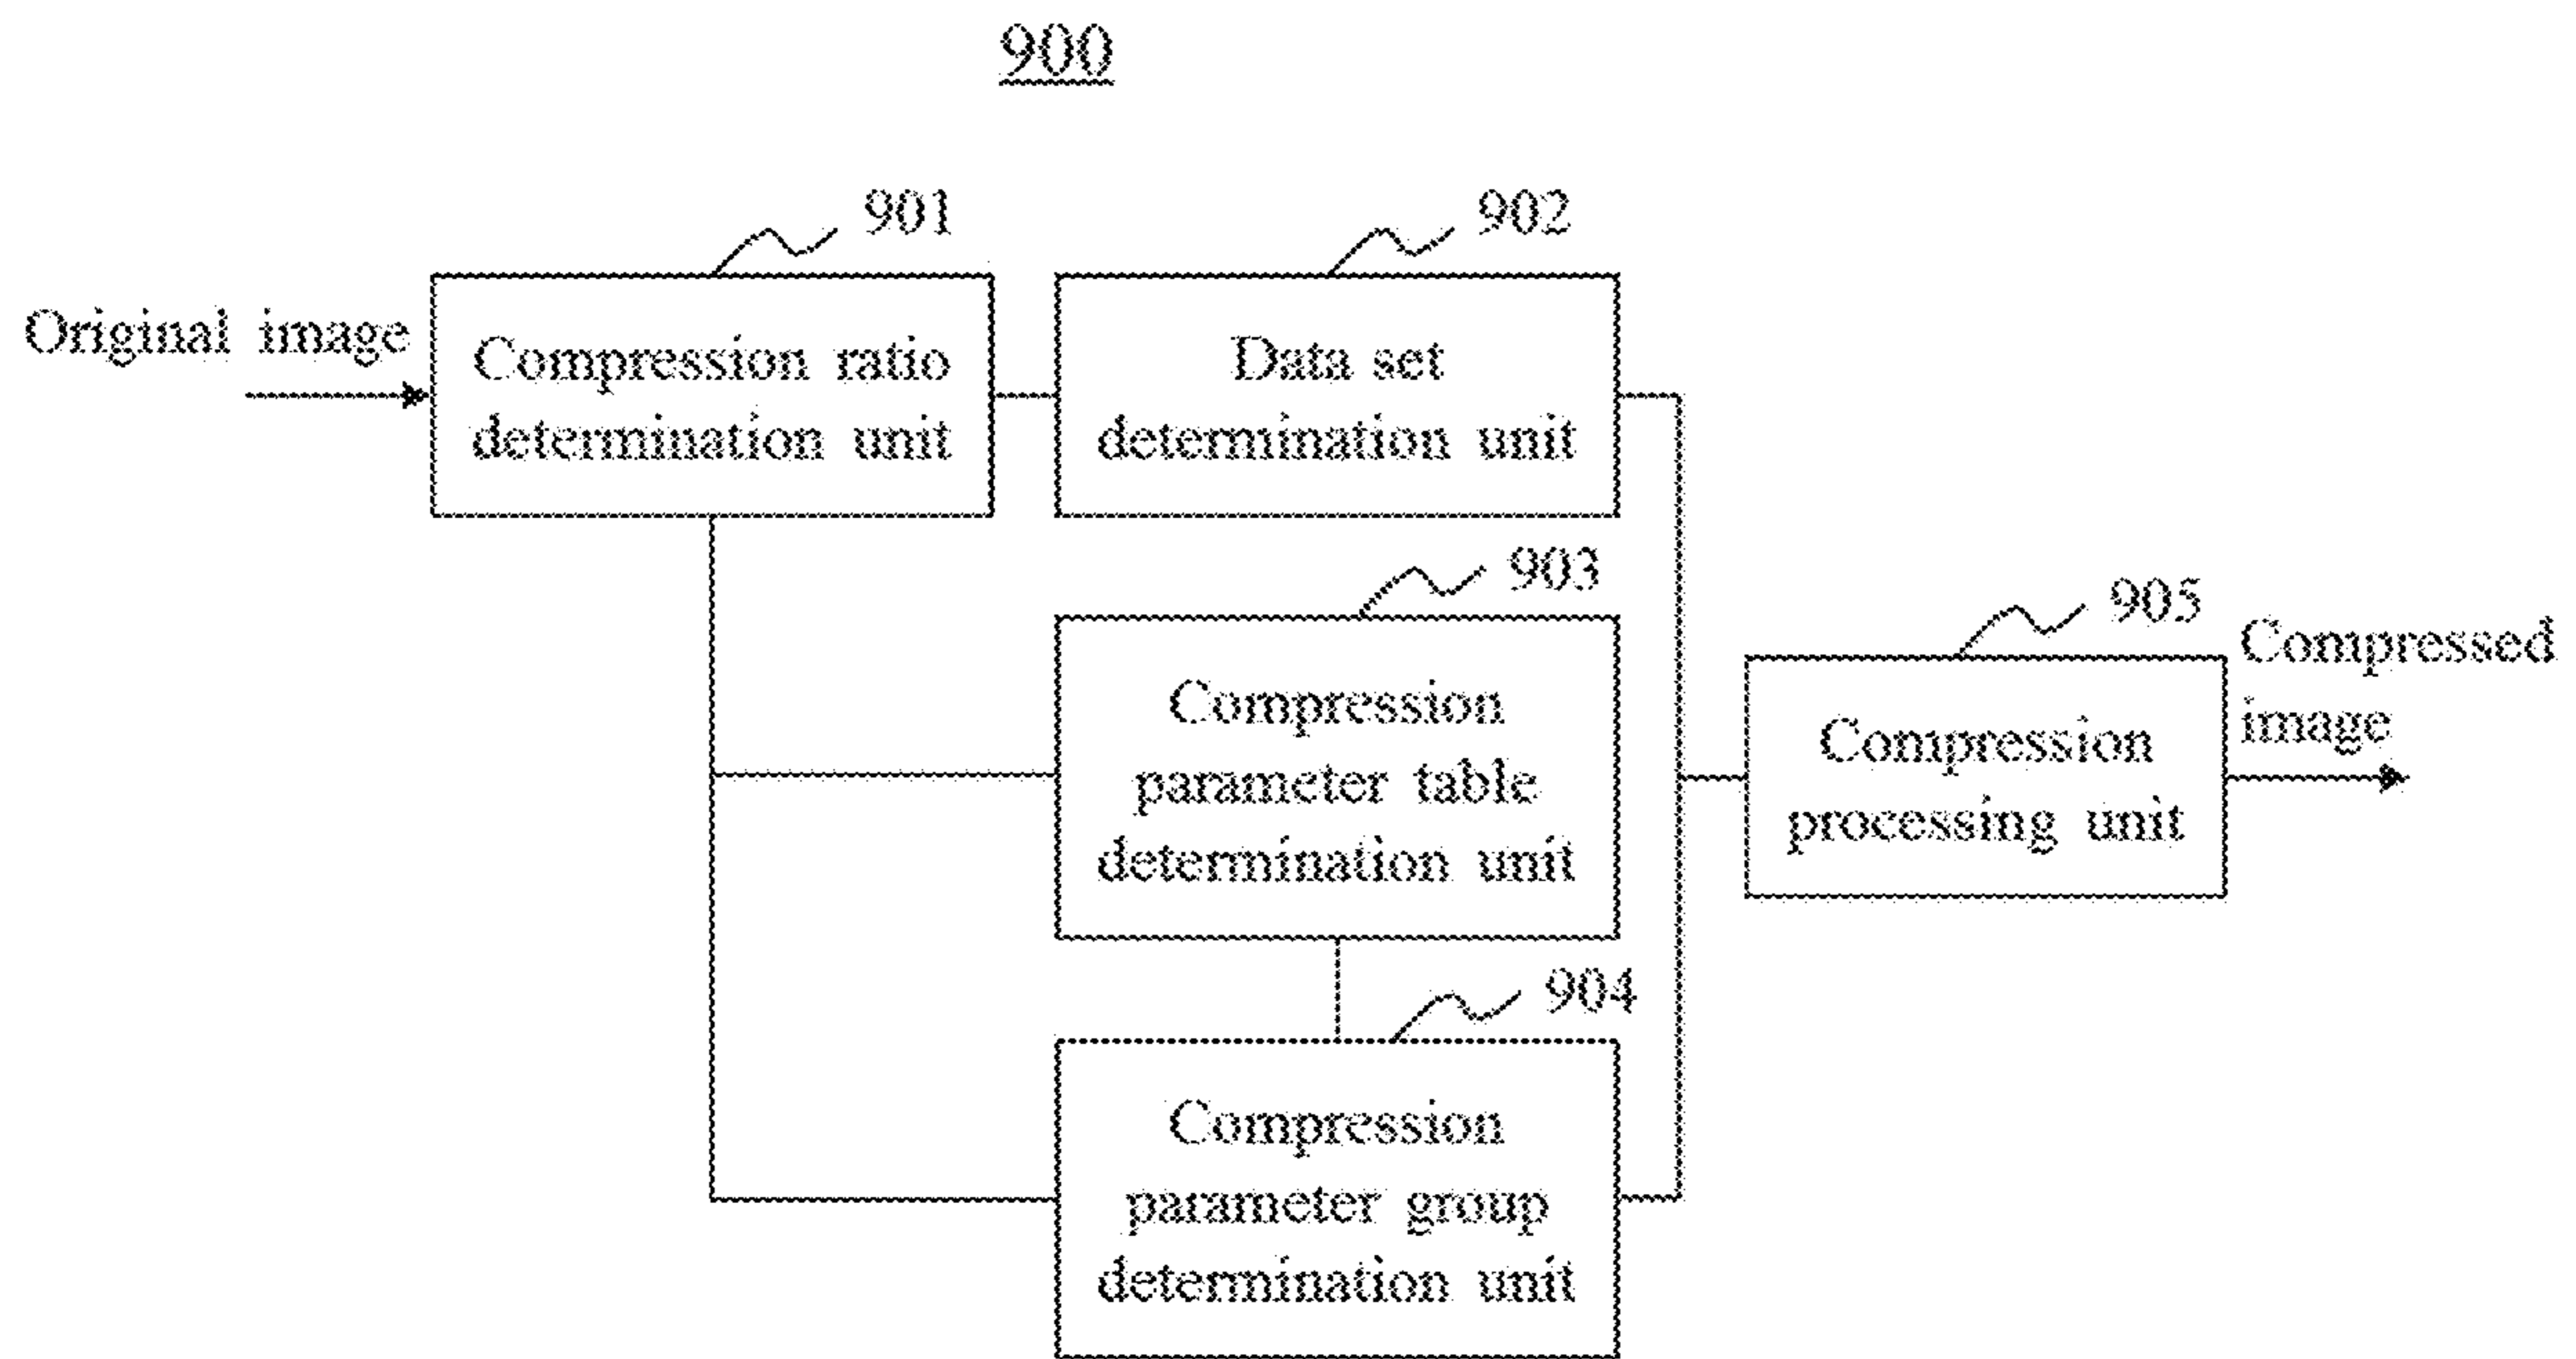 900
901
902
Original image
Compression ratio
determination unit
Data set
determination unit
903
Compression
parameter table
determination unit
904
Compression
parameter group
determination unit
905
Compression
processing unit
Compressed
image